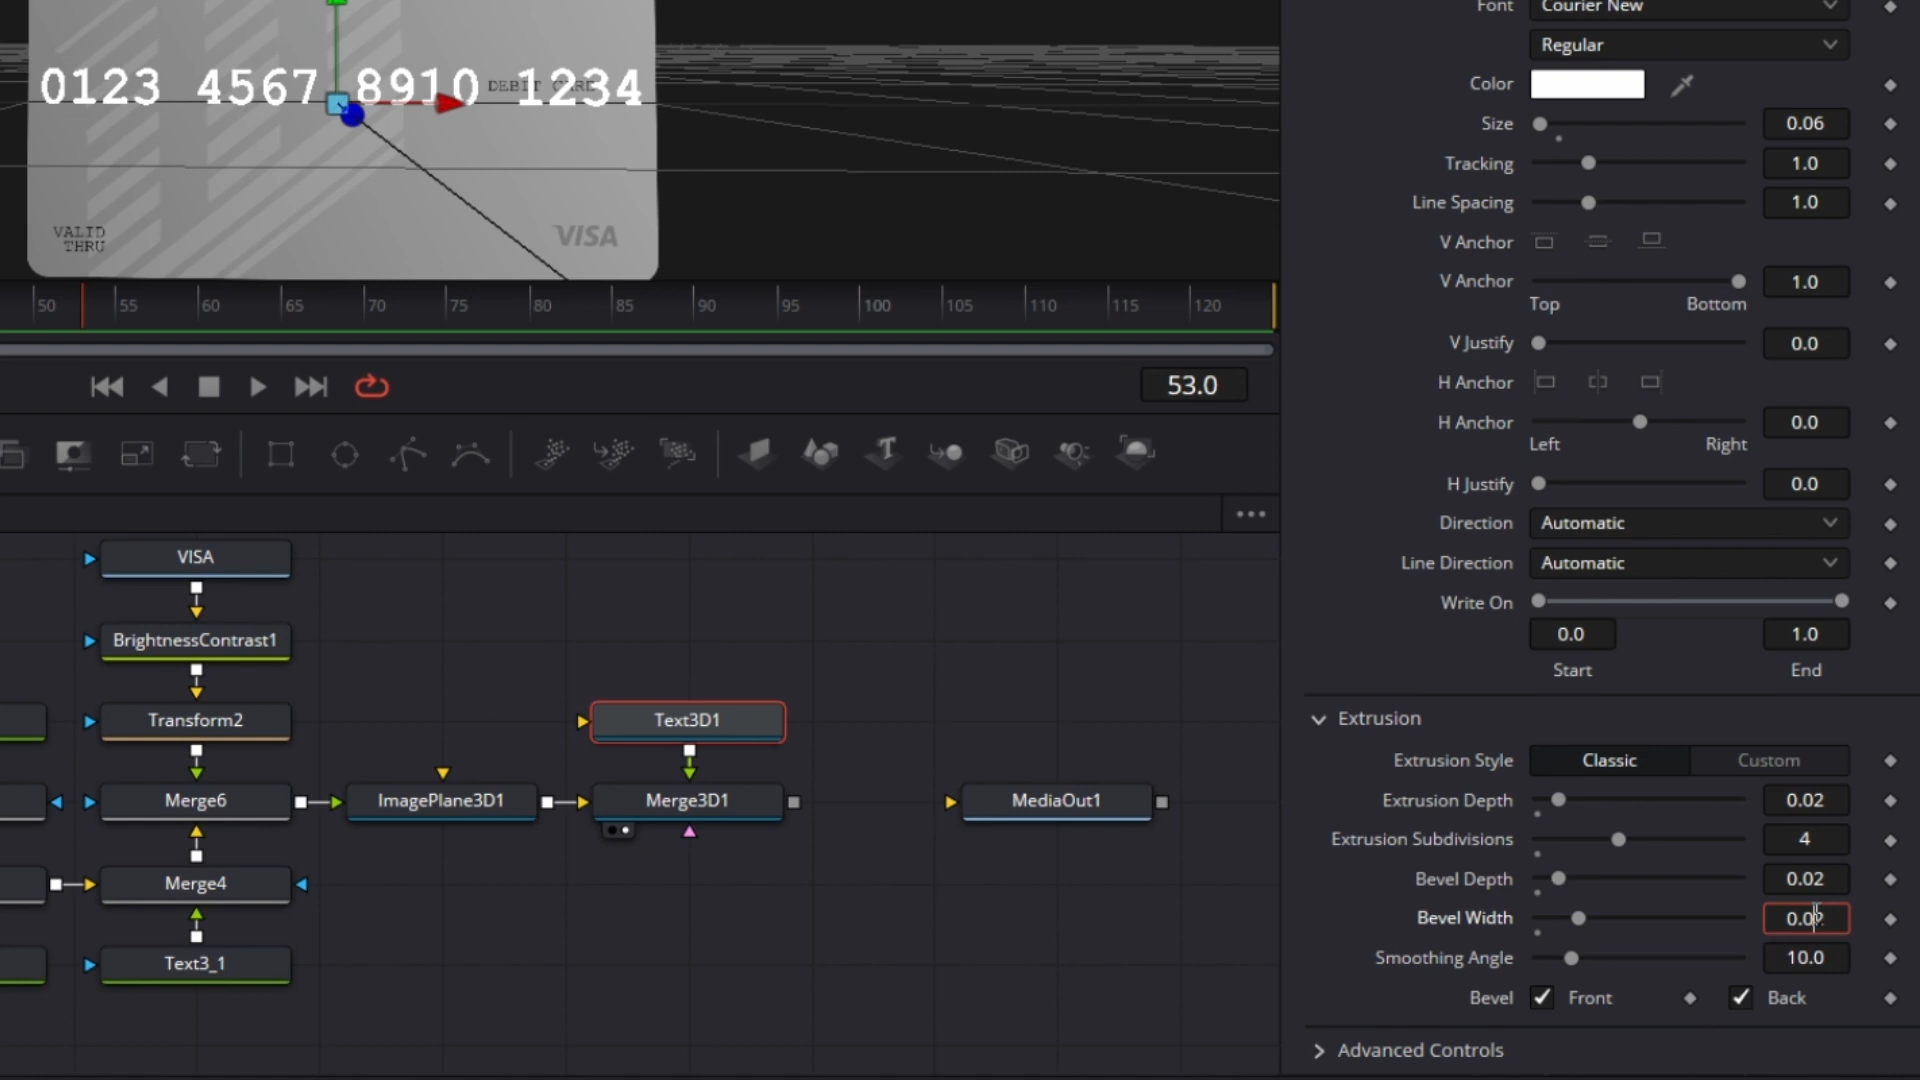 Font Courier New
Regular
0123 4567 8910 1234
DEBIT CARD
Color
Size 0.06
Tracking 1.0
Line Spacing 1.0
VALID
THRU
VISA
V Anchor
V Anchor 1.0
Top Bottom
50 55 60 65 70 75 80 85 90 95 100 105 110 115 120
V Justify 0.0
53.0
H Anchor
H Anchor 0.0
Left Right
H Justify 0.0
Direction Automatic
Line Direction Automatic
Write On
0.0 1.0
Start End
VISA
BrightnessContrast1
Transform2
Text3D1
Merge6
ImagePlane3D1
Merge3D1
MediaOut1
Merge4
Text3_1
Extrusion
Extrusion Style Classic Custom
Extrusion Depth 0.02
Extrusion Subdivisions 4
Bevel Depth 0.02
Bevel Width
Smoothing Angle 10.0
Bevel Front Back
Advanced Controls